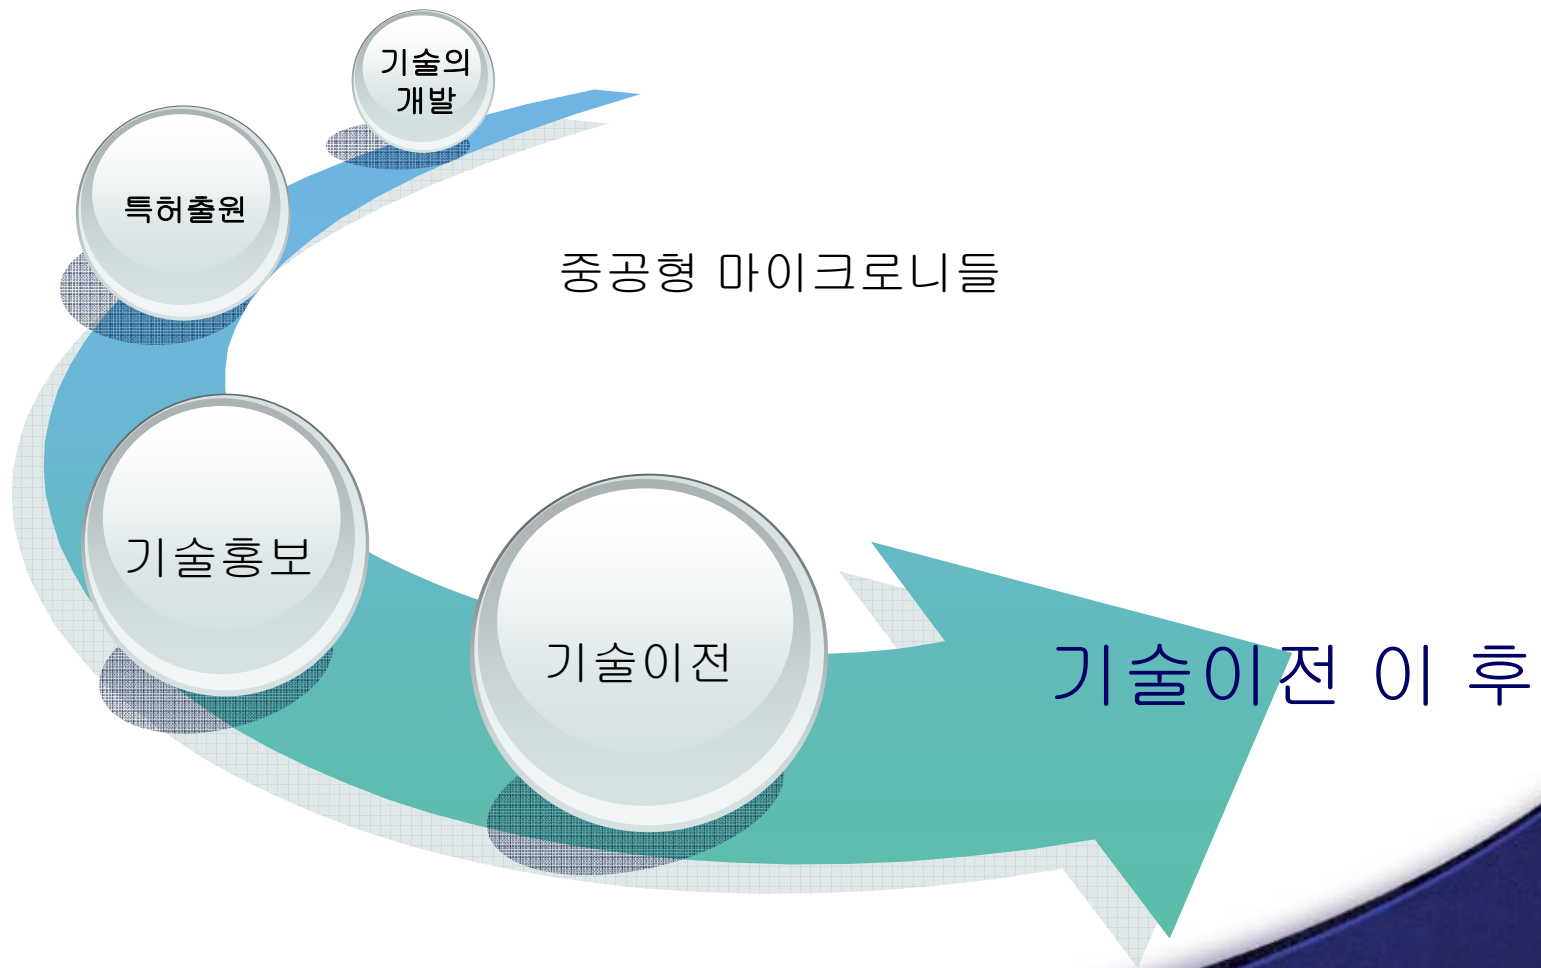 기술의
개발
특허출원
중공형 마이크로니들
기술홍보
기술이전
기술이전 이 후